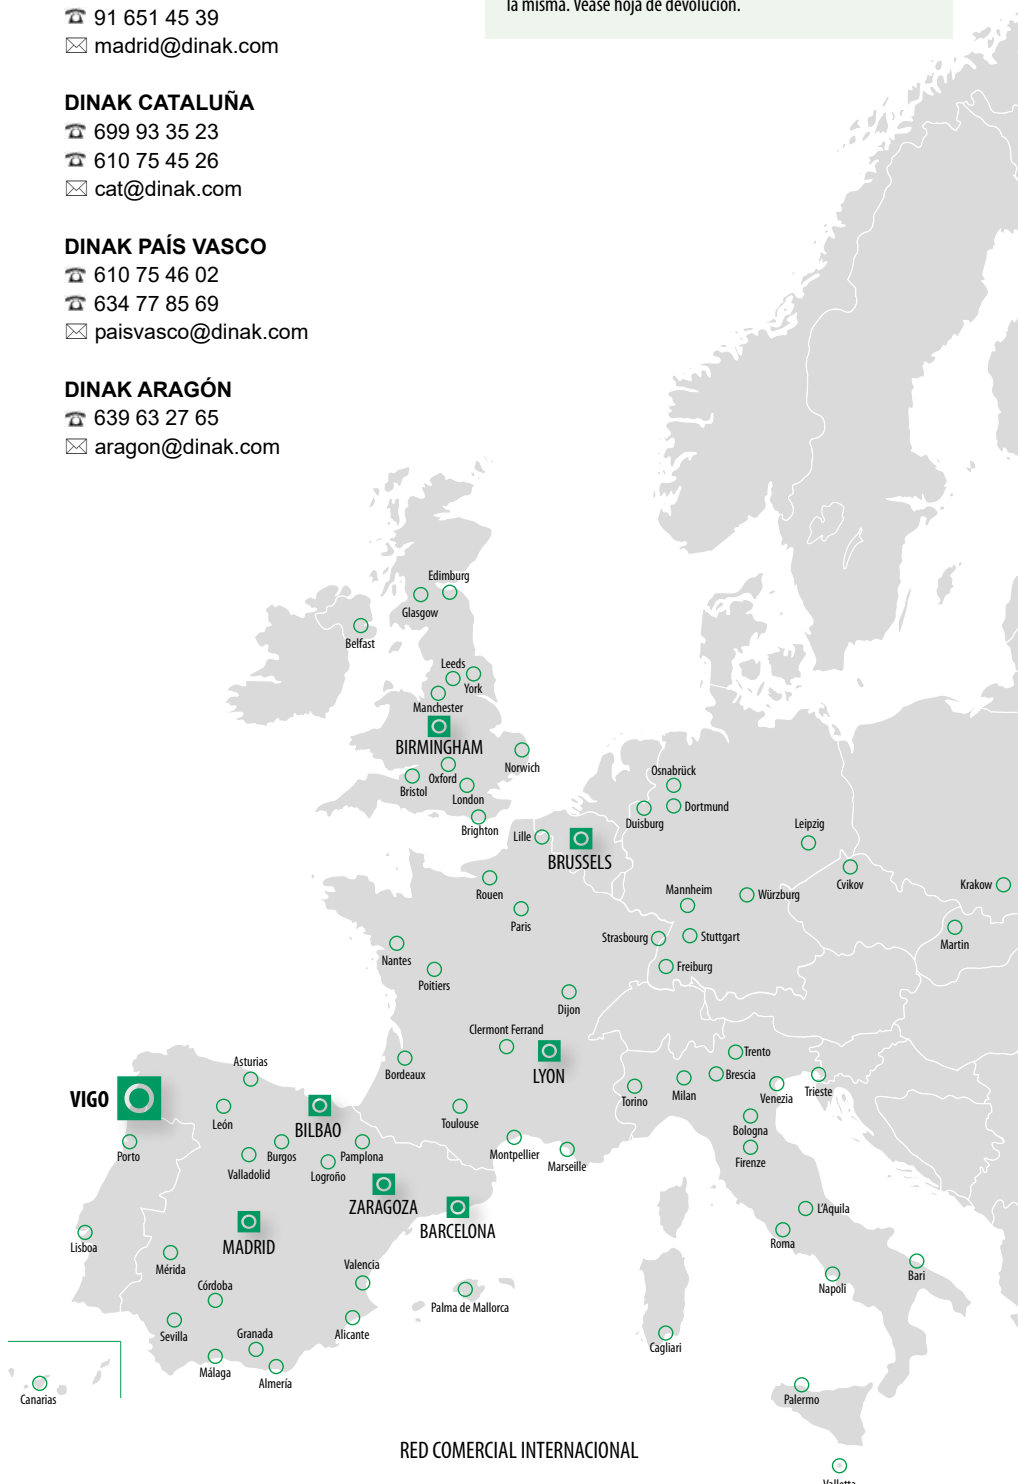 la misma. Véase hoja de devolución.
91 651 45 39
madrid@dinak.com
DINAK CATALUÑA
699 93 35 23
610 75 45 26
cat@dinak.com
DINAK PAÍS VASCO
610 75 46 02
634 77 85 69
paisvasco@dinak.com
DINAK ARAGÓN
639 63 27 65
aragon@dinak.com
Edimburg
Glasgow
Belfast
Leeds
York
Manchester
BIRMINGHAM
Norwich
Oxford
Bristol
London
Brighton
Osnabrück
Dortmund
Duisburg
Leipzig
Lille
BRUSSELS
Cvikov
Krakow
Rouen
Mannheim
Würzburg
Paris
Strasbourg
Stuttgart
Martin
Nantes
Freiburg
Poitiers
Dijon
Clermont Ferrand
LYON
Bordeaux
Trento
Brescia
Torino
Milan
Venezia
Trieste
Asturias
VIGO
León
BILBAO
Toulouse
Bologna
Porto
Burgos
Pamplona
Montpellier
Marseille
Firenze
Valladolid
Logroño
ZARAGOZA
BARCELONA
L'Aquila
Roma
MADRID
Lisboa
Mérida
Valencia
Bari
Napoli
Córdoba
Palma de Mallorca
Sevilla
Granada
Alicante
Cagliari
Málaga
Almería
Canarias
Palermo
RED COMERCIAL INTERNACIONAL
Valletta